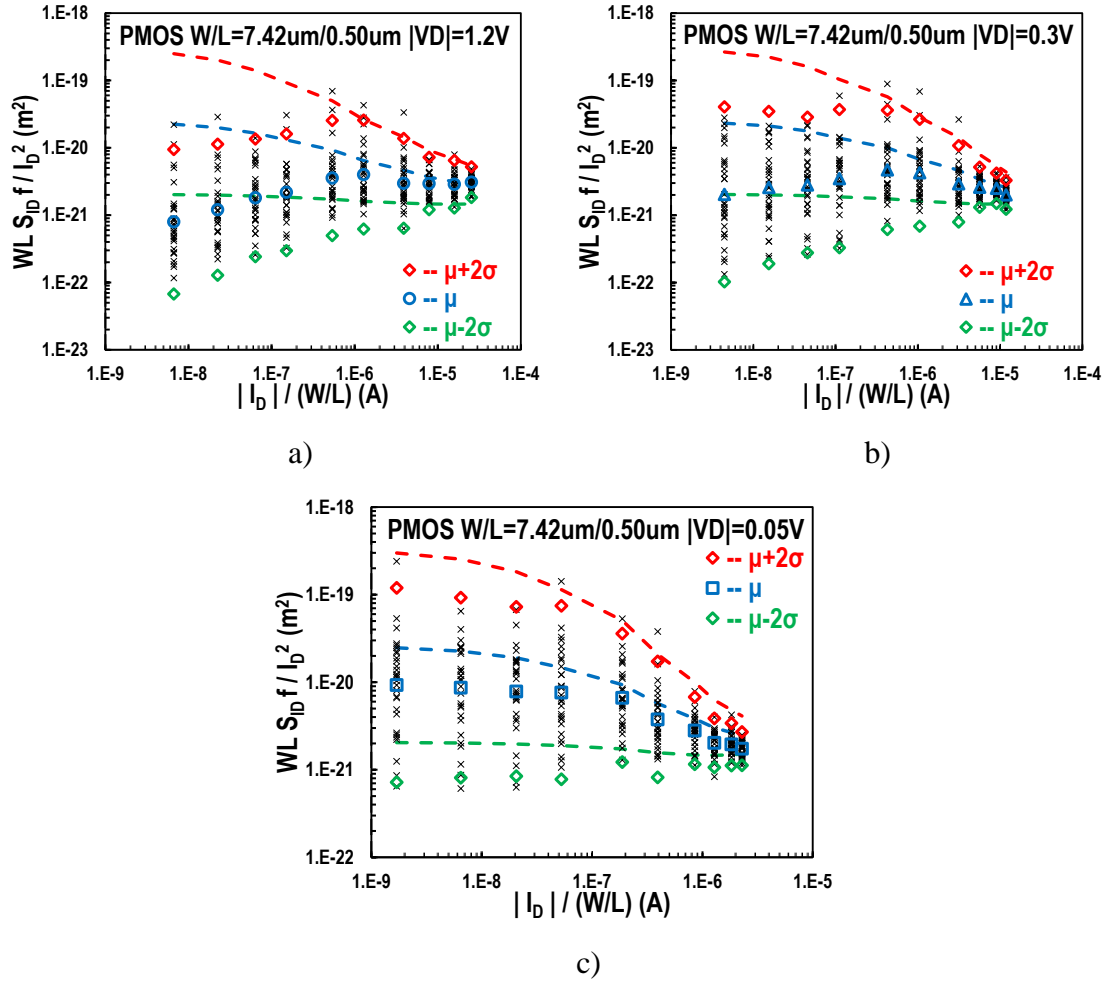 PMOS W/L=7.42um/0.50um |VD|=1.2V
WL S_ID f / I_D^2 (m^2)
1.E-18
1.E-19
1.E-20
1.E-21
1.E-22
1.E-23
-- μ+2σ
-- μ
-- μ-2σ
1.E-9 1.E-8 1.E-7 1.E-6 1.E-5 1.E-4
| I_D | / (W/L) (A)
a)
PMOS W/L=7.42um/0.50um |VD|=0.3V
WL S_ID f / I_D^2 (m^2)
1.E-18
1.E-19
1.E-20
1.E-21
1.E-22
1.E-23
-- μ+2σ
-- μ
-- μ-2σ
1.E-9 1.E-8 1.E-7 1.E-6 1.E-5 1.E-4
| I_D | / (W/L) (A)
b)
PMOS W/L=7.42um/0.50um |VD|=0.05V
WL S_ID f / I_D^2 (m^2)
1.E-18
1.E-19
1.E-20
1.E-21
1.E-22
-- μ+2σ
-- μ
-- μ-2σ
1.E-9 1.E-8 1.E-7 1.E-6 1.E-5
| I_D | / (W/L) (A)
c)